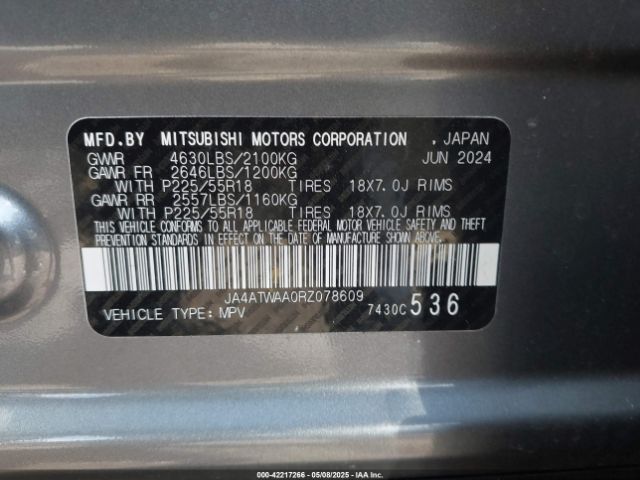 MFD.BY MITSUBISHI MOTORS CORPORATION , JAPAN
GVWR 4630LBS/2100KG JUN 2024
GAWR FR 2646LBS/1200KG
WITH P225/55R18 TIRES 18X7.0J RIMS
GAWR RR 2557LBS/1160KG
WITH P225/55R18 TIRES 18X7.0J RIMS
THIS VEHICLE CONFORMS TO ALL APPLICABLE FEDERAL MOTOR VEHICLE SAFETY AND THEFT
PREVENTION STANDARDS IN EFFECT ON THE DATE OF MANUFACTURE SHOWN ABOVE.
JA4ATWAA0RZ078609
VEHICLE TYPE: MPV 7430C 536
000-42217266 - 05/08/2025 - IAA Inc.